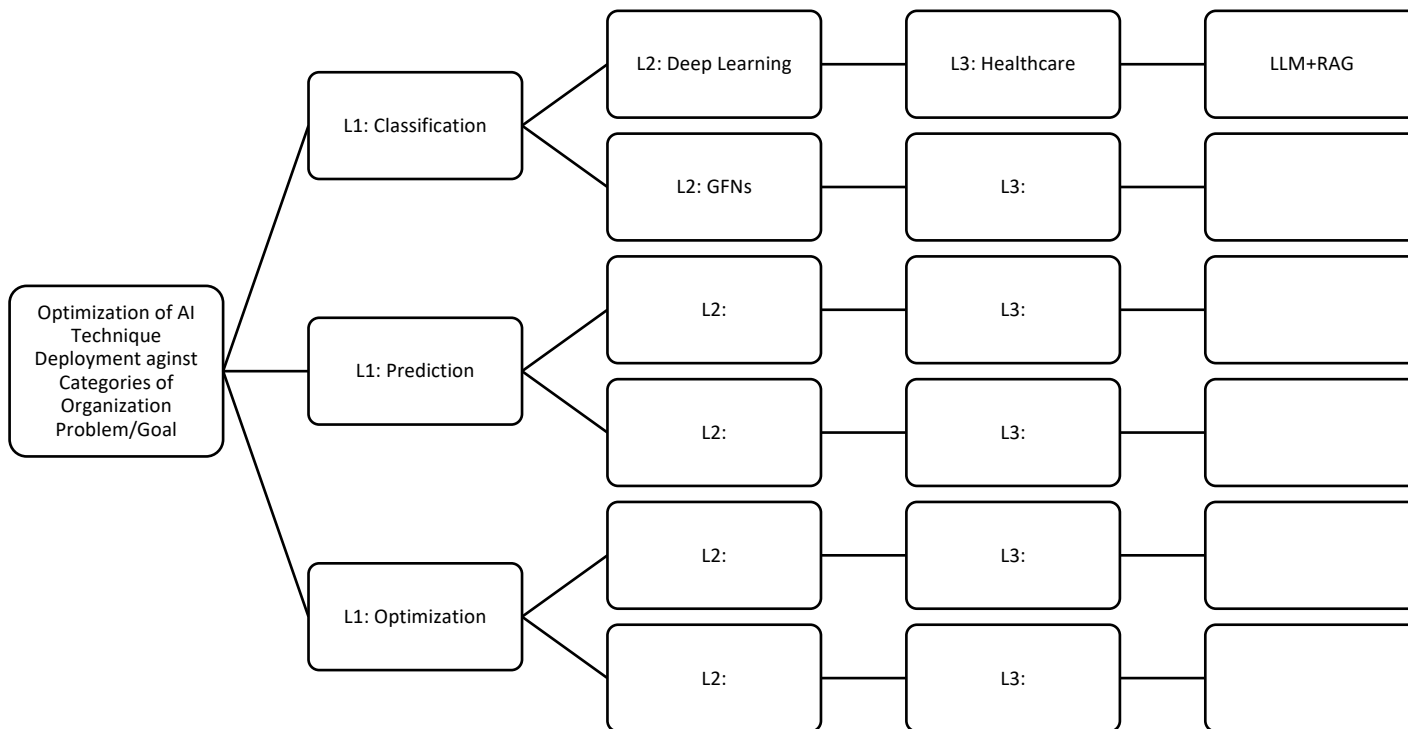 L2: Deep Learning
L3: Healthcare
LLM+RAG
L1: Classification
L2: GFNs
L3:
Optimization of AI
Technique
Deployment aginst
Categories of
Organization
Problem/Goal
L2:
L3:
L1: Prediction
L2:
L3:
L2:
L3:
L1: Optimization
L2:
L3: